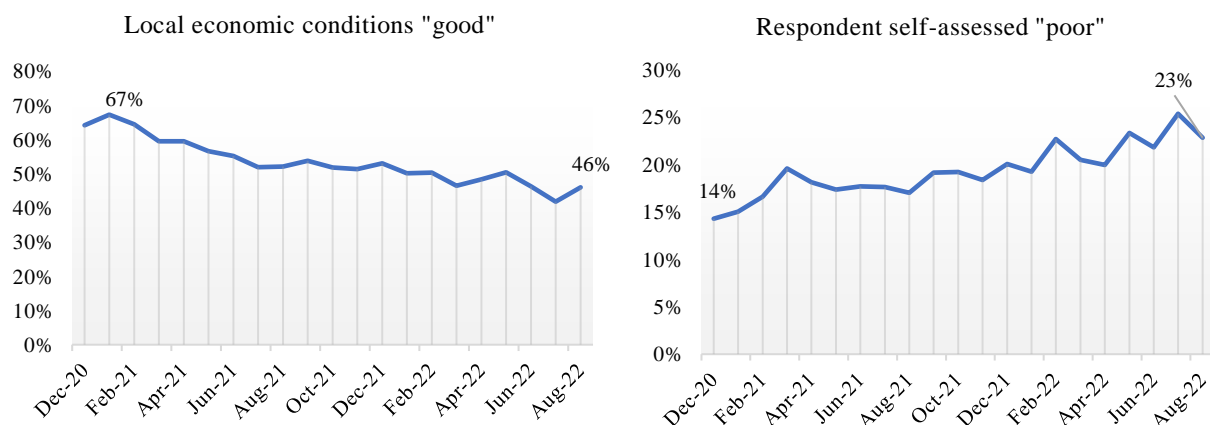 Local economic conditions "good"
80%
70%
60%
50%
40%
30%
20%
10%
0%
67%
46%
Dec-20
Feb-21
Apr-21
Jun-21
Aug-21
Oct-21
Dec-21
Feb-22
Apr-22
Jun-22
Aug-22
Respondent self-assessed "poor"
30%
25%
20%
15%
10%
5%
0%
14%
23%
Dec-20
Feb-21
Apr-21
Jun-21
Aug-21
Oct-21
Dec-21
Feb-22
Apr-22
Jun-22
Aug-22